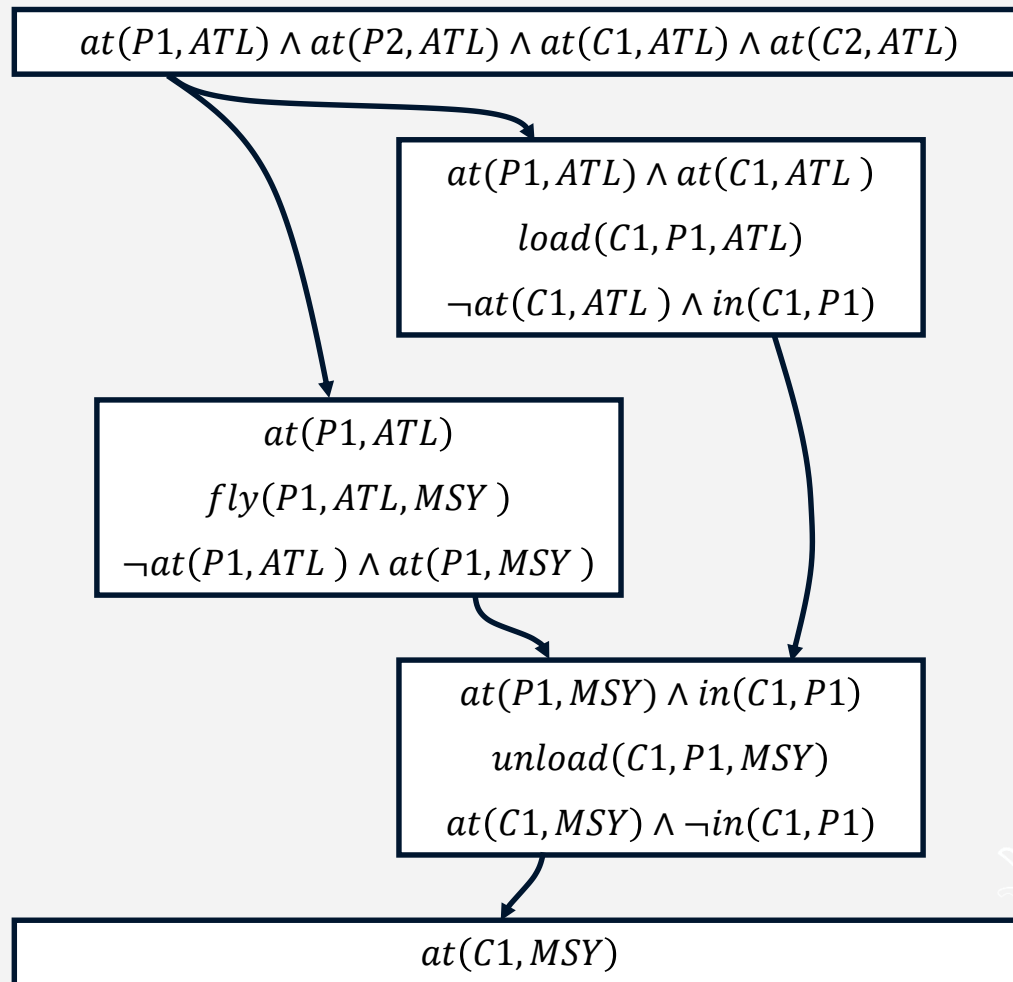 at(P1, ATL) ∧ at(P2, ATL) ∧ at(C1, ATL) ∧ at(C2, ATL)
at(P1, ATL) ∧ at(C1, ATL )
load(C1, P1, ATL)
¬at(C1, ATL ) ∧ in(C1, P1)
at(P1, ATL)
fly(P1, ATL, MSY )
¬at(P1, ATL ) ∧ at(P1, MSY )
at(P1, MSY) ∧ in(C1, P1)
unload(C1, P1, MSY)
at(C1, MSY) ∧ ¬in(C1, P1)
at(C1, MSY)